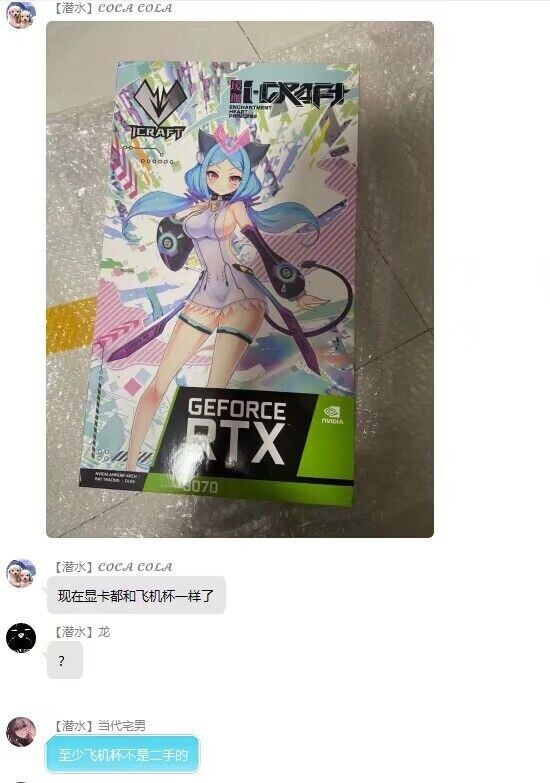 【潜水】COCA COLA
ICRAFT
i-CRAFT
ENCHANTMENT
HEART
PRINCESS
GEFORCE
RTX
NVIDIA
3070
NVIDIA AMPERE ARCH /
RAY TRACING / DLSS
【潜水】COCA COLA
现在显卡都和飞机杯一样了
【潜水】龙
?
【潜水】当代宅男
至少飞机杯不是二手的